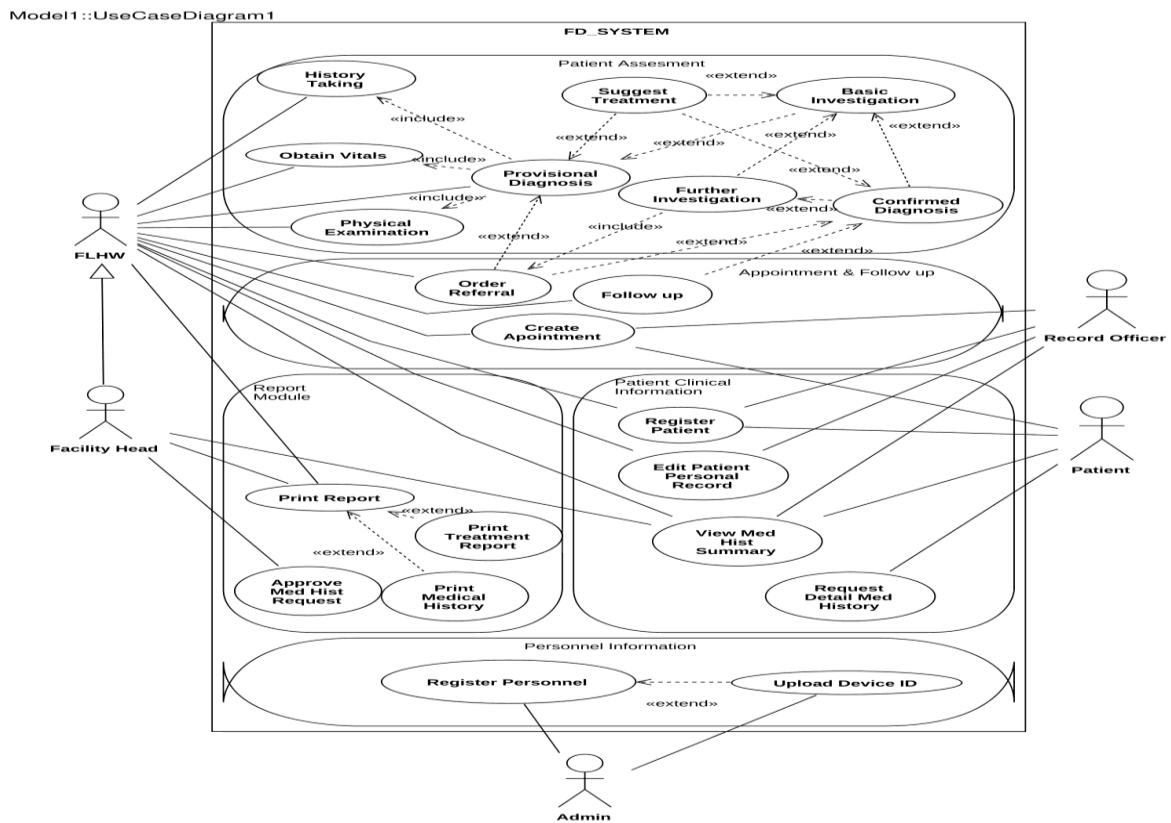 Model1::UseCaseDiagram1
FD_SYSTEM
Patient Assesment
History
Taking
Suggest
Treatment
«extend»
Basic
Investigation
«include»
«extend»
«extend»
«extend»
«extend»
Obtain Vitals
«include»
Provisional
Diagnosis
«extend»
Further
Investigation
«include»
«extend»
Confirmed
Diagnosis
Physical
Examination
«extend»
«include»
«extend»
«extend»
FLHW
Order
Referral
Follow up
Appointment & Follow up
Create
Apointment
Record Officer
Report
Module
Patient Clinical
Information
Register
Patient
Facility Head
Edit Patient
Personal
Record
Patient
Print Report
«extend»
Print
Treatment
Report
«extend»
View Med
Hist
Summary
Approve
Med Hist
Request
Print
Medical
History
Request
Detail Med
History
Personnel Information
Register Personnel
Upload Device ID
«extend»
Admin